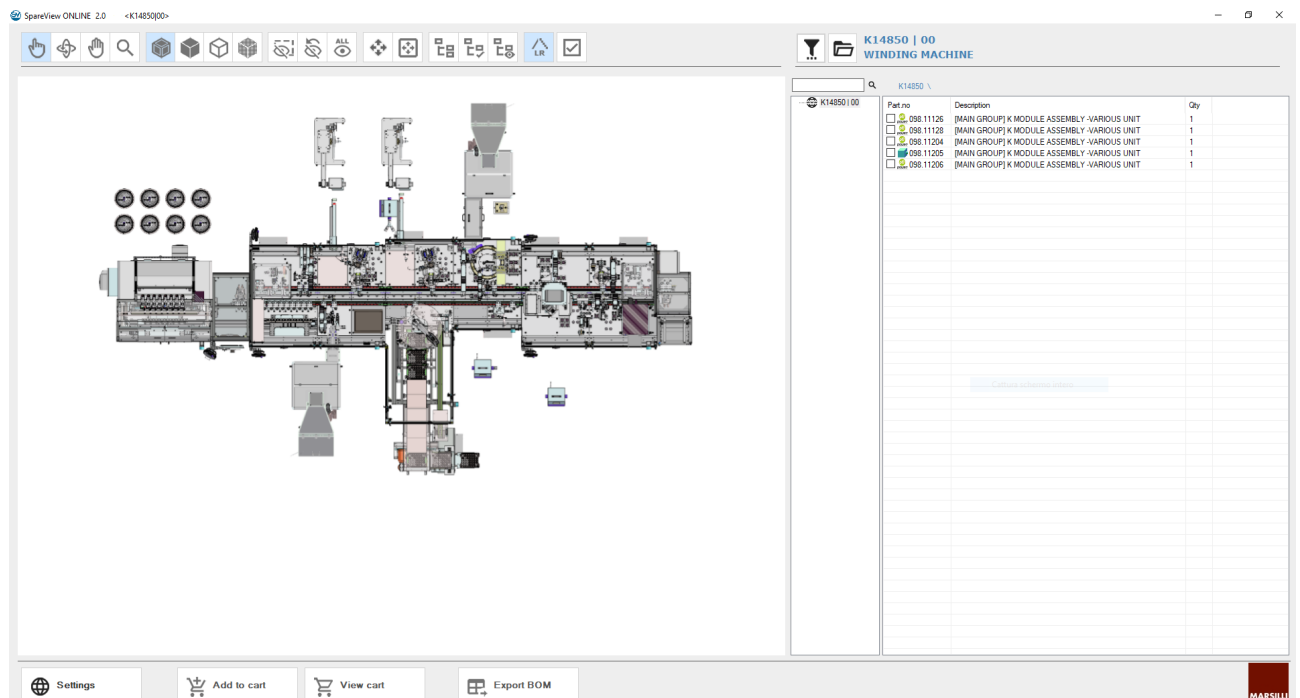 SpareView ONLINE 2.0 <K14850|00>
ALL
LR
K14850 | 00
WINDING MACHINE
K14850 \
K14850 | 00
Part.no Description Qty
098.11126 [MAIN GROUP] K MODULE ASSEMBLY -VARIOUS UNIT 1
098.11128 [MAIN GROUP] K MODULE ASSEMBLY -VARIOUS UNIT 1
098.11204 [MAIN GROUP] K MODULE ASSEMBLY -VARIOUS UNIT 1
098.11205 [MAIN GROUP] K MODULE ASSEMBLY -VARIOUS UNIT 1
098.11206 [MAIN GROUP] K MODULE ASSEMBLY -VARIOUS UNIT 1
Settings Add to cart View cart Export BOM
MARSILLI